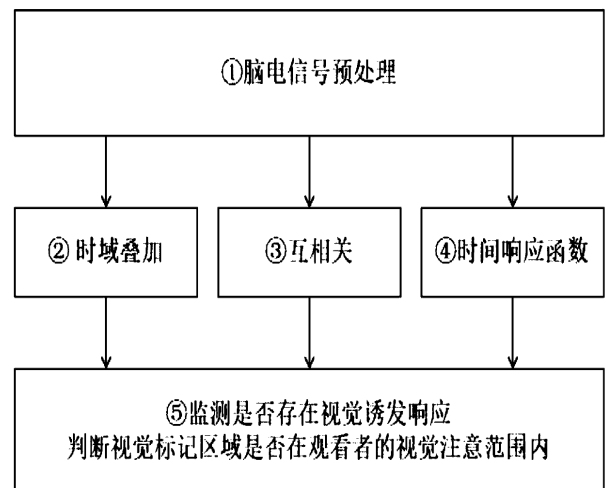 ①脑电信号预处理
②时域叠加
③互相关
④时间响应函数
⑤监测是否存在视觉诱发响应
判断视觉标记区域是否在观看者的视觉注意范围内